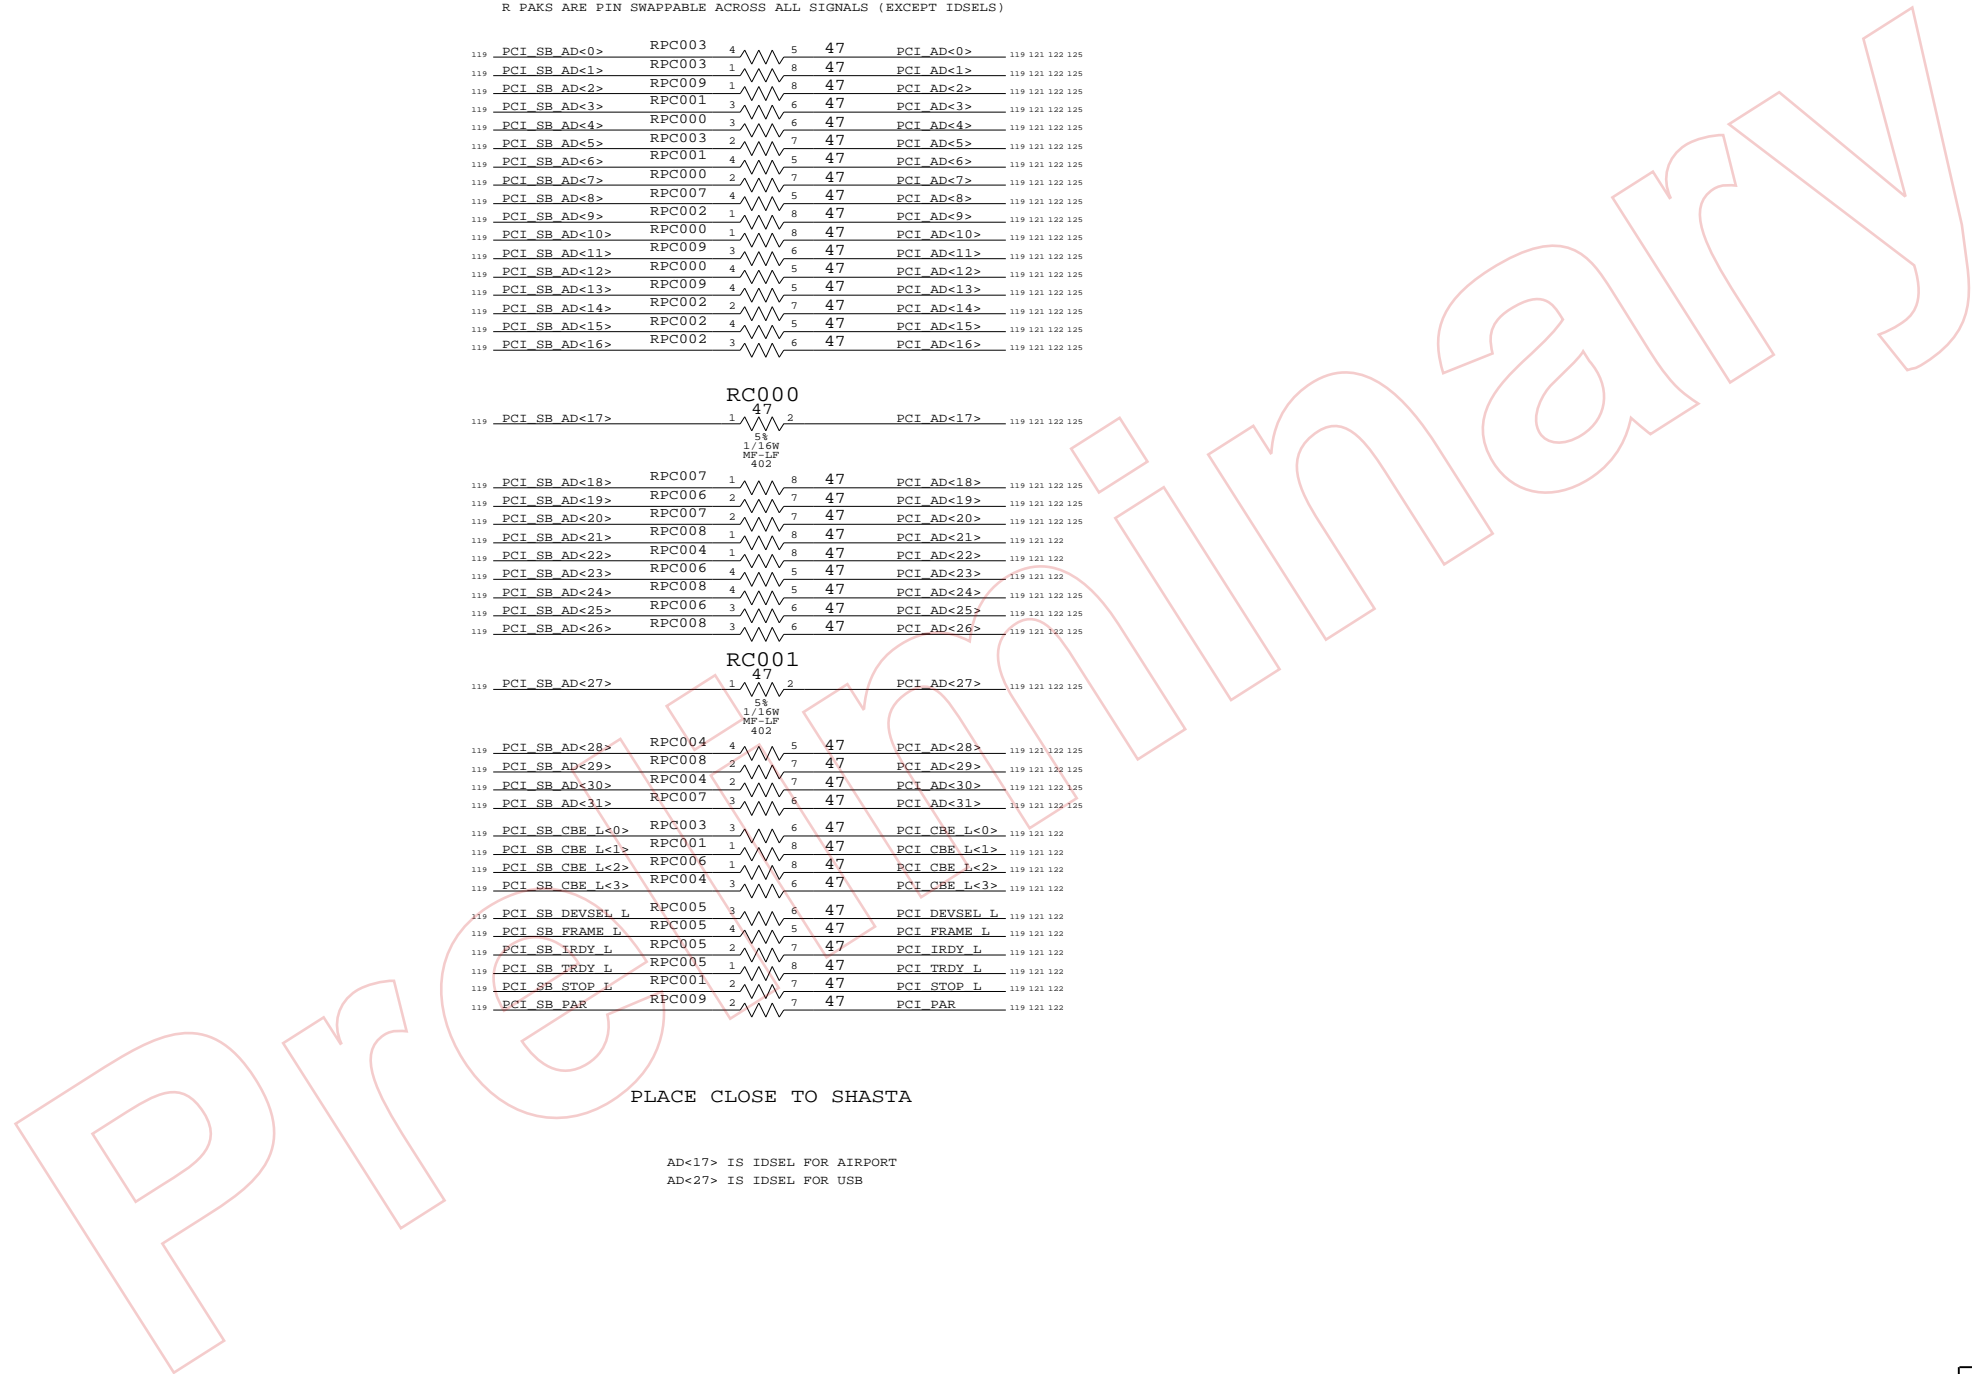 R PAKS ARE PIN SWAPPABLE ACROSS ALL SIGNALS (EXCEPT IDSELS)
119 PCI_SB_AD<0> RPC003 4 5 47 PCI_AD<0> 119 121 122 125
119 PCI_SB_AD<1> RPC003 1 8 47 PCI_AD<1> 119 121 122 125
119 PCI_SB_AD<2> RPC009 1 8 47 PCI_AD<2> 119 121 122 125
119 PCI_SB_AD<3> RPC001 3 6 47 PCI_AD<3> 119 121 122 125
119 PCI_SB_AD<4> RPC000 3 6 47 PCI_AD<4> 119 121 122 125
119 PCI_SB_AD<5> RPC003 2 7 47 PCI_AD<5> 119 121 122 125
119 PCI_SB_AD<6> RPC001 4 5 47 PCI_AD<6> 119 121 122 125
119 PCI_SB_AD<7> RPC000 2 7 47 PCI_AD<7> 119 121 122 125
119 PCI_SB_AD<8> RPC007 4 5 47 PCI_AD<8> 119 121 122 125
119 PCI_SB_AD<9> RPC002 1 8 47 PCI_AD<9> 119 121 122 125
119 PCI_SB_AD<10> RPC000 1 8 47 PCI_AD<10> 119 121 122 125
119 PCI_SB_AD<11> RPC009 3 6 47 PCI_AD<11> 119 121 122 125
119 PCI_SB_AD<12> RPC000 4 5 47 PCI_AD<12> 119 121 122 125
119 PCI_SB_AD<13> RPC009 4 5 47 PCI_AD<13> 119 121 122 125
119 PCI_SB_AD<14> RPC002 2 7 47 PCI_AD<14> 119 121 122 125
119 PCI_SB_AD<15> RPC002 4 5 47 PCI_AD<15> 119 121 122 125
119 PCI_SB_AD<16> RPC002 3 6 47 PCI_AD<16> 119 121 122 125
RC000
47
119 PCI_SB_AD<17> 1 2 PCI_AD<17> 119 121 122 125
5%
1/16W
MF-LF
402
119 PCI_SB_AD<18> RPC007 1 8 47 PCI_AD<18> 119 121 122 125
119 PCI_SB_AD<19> RPC006 2 7 47 PCI_AD<19> 119 121 122 125
119 PCI_SB_AD<20> RPC007 2 7 47 PCI_AD<20> 119 121 122 125
119 PCI_SB_AD<21> RPC008 1 8 47 PCI_AD<21> 119 121 122
119 PCI_SB_AD<22> RPC004 1 8 47 PCI_AD<22> 119 121 122
119 PCI_SB_AD<23> RPC006 4 5 47 PCI_AD<23> 119 121 122
119 PCI_SB_AD<24> RPC008 4 5 47 PCI_AD<24> 119 121 122 125
119 PCI_SB_AD<25> RPC006 3 6 47 PCI_AD<25> 119 121 122 125
119 PCI_SB_AD<26> RPC008 3 6 47 PCI_AD<26> 119 121 122 125
RC001
47
119 PCI_SB_AD<27> 1 2 PCI_AD<27> 119 121 122 125
5%
1/16W
MF-LF
402
119 PCI_SB_AD<28> RPC004 4 5 47 PCI_AD<28> 119 121 122 125
119 PCI_SB_AD<29> RPC008 2 7 47 PCI_AD<29> 119 121 122 125
119 PCI_SB_AD<30> RPC004 2 7 47 PCI_AD<30> 119 121 122 125
119 PCI_SB_AD<31> RPC007 3 6 47 PCI_AD<31> 119 121 122 125
119 PCI_SB_CBE_L<0> RPC003 3 6 47 PCI_CBE_L<0> 119 121 122
119 PCI_SB_CBE_L<1> RPC001 1 8 47 PCI_CBE_L<1> 119 121 122
119 PCI_SB_CBE_L<2> RPC006 1 8 47 PCI_CBE_L<2> 119 121 122
119 PCI_SB_CBE_L<3> RPC004 3 6 47 PCI_CBE_L<3> 119 121 122
119 PCI_SB_DEVSEL_L RPC005 3 6 47 PCI_DEVSEL_L 119 121 122
119 PCI_SB_FRAME_L RPC005 4 5 47 PCI_FRAME_L 119 121 122
119 PCI_SB_IRDY_L RPC005 2 7 47 PCI_IRDY_L 119 121 122
119 PCI_SB_TRDY_L RPC005 1 8 47 PCI_TRDY_L 119 121 122
119 PCI_SB_STOP_L RPC001 2 7 47 PCI_STOP_L 119 121 122
119 PCI_SB_PAR RPC009 2 7 47 PCI_PAR 119 121 122
PLACE CLOSE TO SHASTA
AD<17> IS IDSEL FOR AIRPORT
AD<27> IS IDSEL FOR USB
Preliminary